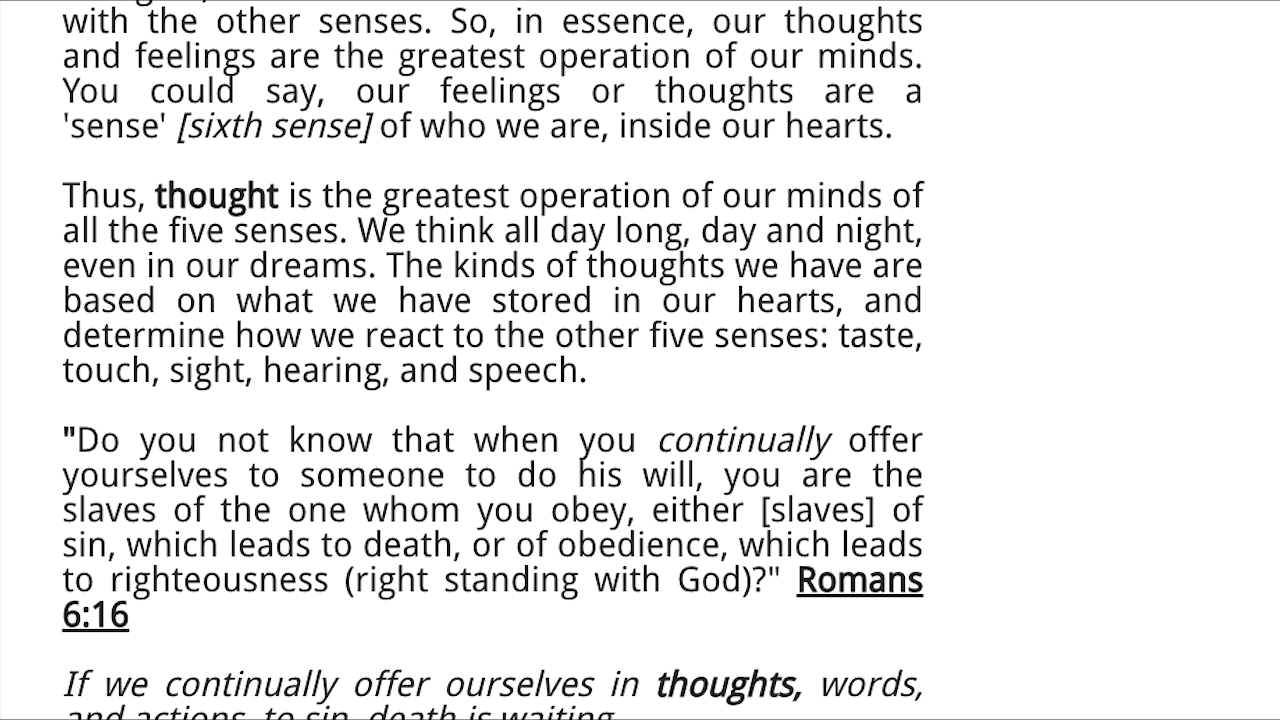 with the other senses. So, in essence, our thoughts
and feelings are the greatest operation of our minds.
You could say, our feelings or thoughts are a
'sense' [sixth sense] of who we are, inside our hearts.
Thus, thought is the greatest operation of our minds of
all the five senses. We think all day long, day and night,
even in our dreams. The kinds of thoughts we have are
based on what we have stored in our hearts, and
determine how we react to the other five senses: taste,
touch, sight, hearing, and speech.
"Do you not know that when you continually offer
yourselves to someone to do his will, you are the
slaves of the one whom you obey, either [slaves] of
sin, which leads to death, or of obedience, which leads
to righteousness (right standing with God)?" Romans
6:16
If we continually offer ourselves in thoughts, words,
and actions, to sin, death is waiting